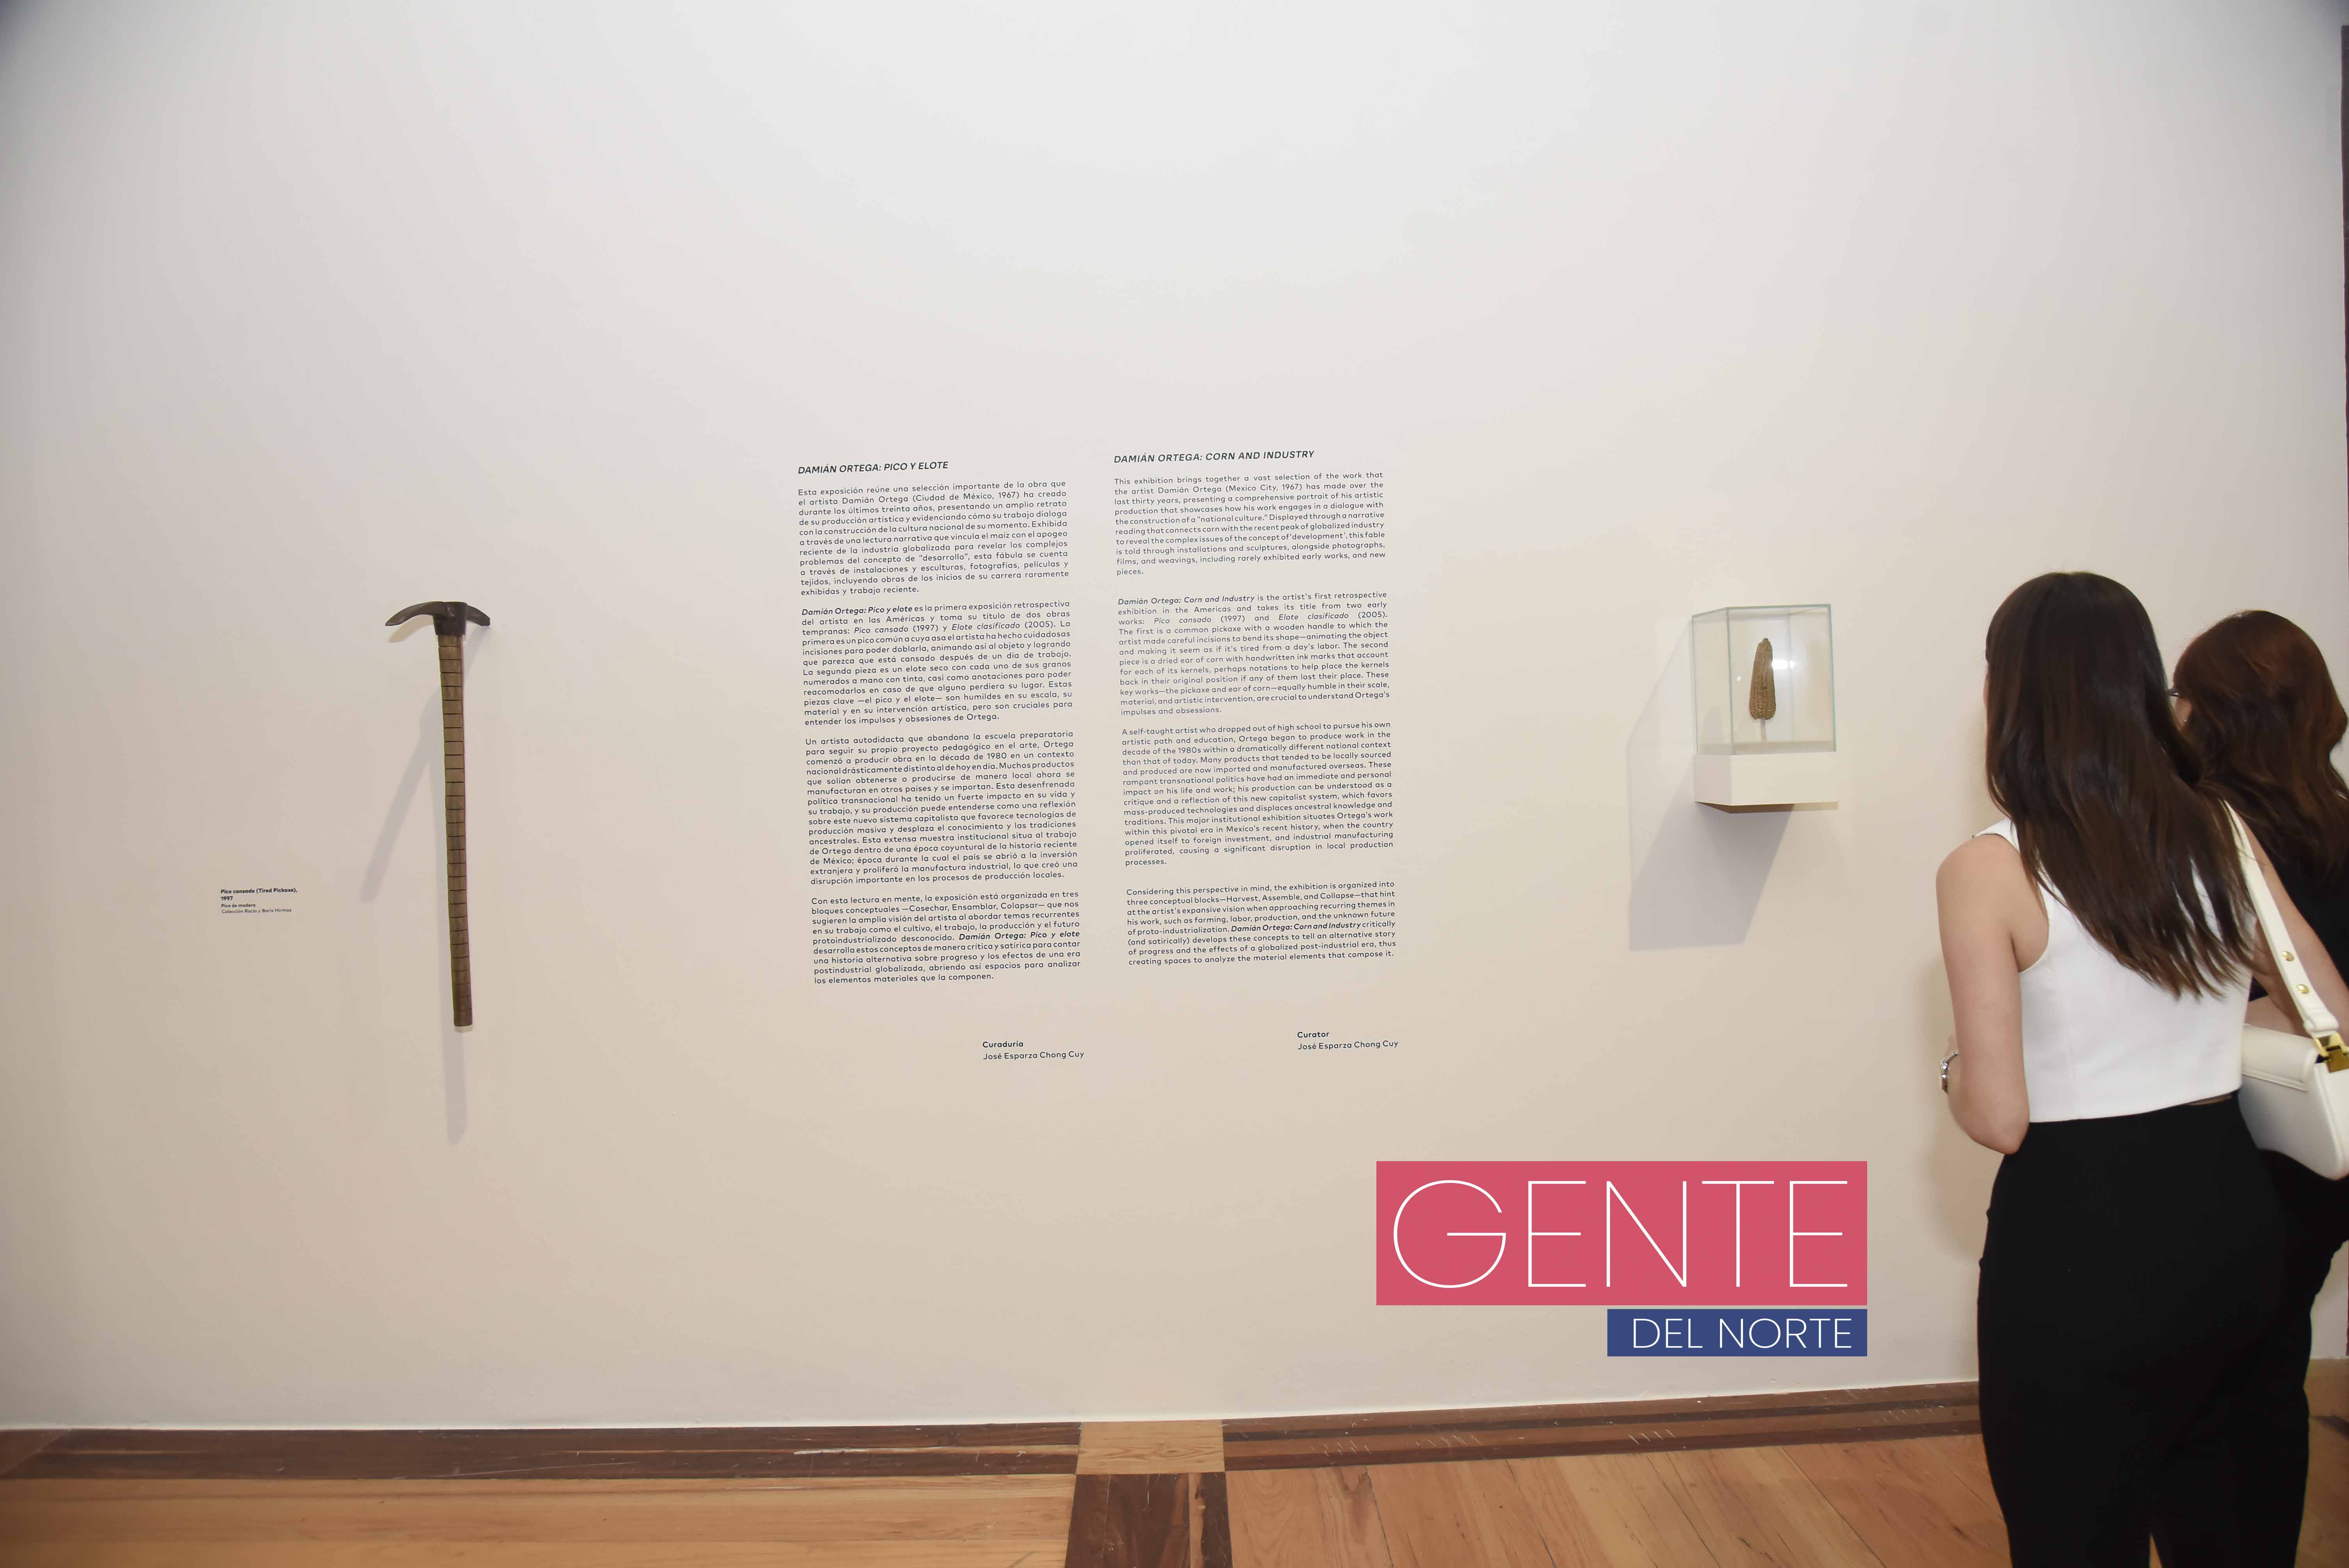 Pico cansado (Tired Pickaxe),
1997
Pico de madera
Colección Rocío y Boris Hirmas
DAMIÁN ORTEGA: PICO Y ELOTE
Esta exposición reúne una selección importante de la obra que
el artista Damián Ortega (Ciudad de México, 1967) ha creado
durante los últimos treinta años, presentando un amplio retrato
de su producción artística y evidenciando cómo su trabajo dialoga
con la construcción de la cultura nacional de su momento. Exhibida
a través de una lectura narrativa que vincula el maíz con el apogeo
reciente de la industria globalizada para revelar los complejos
problemas del concepto de “desarrollo”, esta fábula se cuenta
a través de instalaciones y esculturas, fotografías, películas y
tejidos, incluyendo obras de los inicios de su carrera raramente
exhibidas y trabajo reciente.
Damián Ortega: Pico y elote es la primera exposición retrospectiva
del artista en las Américas y toma su título de dos obras
tempranas: Pico cansado (1997) y Elote clasificado (2005). La
primera es un pico común a cuya asa el artista ha hecho cuidadosas
incisiones para poder doblarla, animando así al objeto y logrando
que parezca que está cansado después de un día de trabajo.
La segunda pieza es un elote seco con cada uno de sus granos
numerados a mano con tinta, casi como anotaciones para poder
reacomodarlos en caso de que alguno perdiera su lugar. Estas
piezas clave —el pico y el elote— son humildes en su escala, su
material y en su intervención artística, pero son cruciales para
entender los impulsos y obsesiones de Ortega.
Un artista autodidacta que abandona la escuela preparatoria
para seguir su propio proyecto pedagógico en el arte, Ortega
comenzó a producir obra en la década de 1980 en un contexto
nacional drásticamente distinto al de hoy en día. Muchos productos
que solían obtenerse o producirse de manera local ahora se
manufacturan en otros países y se importan. Esta desenfrenada
política transnacional ha tenido un fuerte impacto en su vida y
su trabajo, y su producción puede entenderse como una reflexión
sobre este nuevo sistema capitalista que favorece tecnologías de
producción masiva y desplaza el conocimiento y las tradiciones
ancestrales. Esta extensa muestra institucional sitúa al trabajo
de Ortega dentro de una época coyuntural de la historia reciente
de México; época durante la cual el país se abrió a la inversión
extranjera y proliferó la manufactura industrial, lo que creó una
disrupción importante en los procesos de producción locales.
Con esta lectura en mente, la exposición está organizada en tres
bloques conceptuales —Cosechar, Ensamblar, Colapsar— que nos
sugieren la amplia visión del artista al abordar temas recurrentes
en su trabajo como el cultivo, el trabajo, la producción y el futuro
protoindustrializado desconocido. Damián Ortega: Pico y elote
desarrolla estos conceptos de manera crítica y satírica para contar
una historia alternativa sobre progreso y los efectos de una era
postindustrial globalizada, abriendo así espacios para analizar
los elementos materiales que la componen.
Curaduría
José Esparza Chong Cuy
DAMIÁN ORTEGA: CORN AND INDUSTRY
This exhibition brings together a vast selection of the work that
the artist Damián Ortega (Mexico City, 1967) has made over the
last thirty years, presenting a comprehensive portrait of his artistic
production that showcases how his work engages in a dialogue with
the construction of a “national culture.” Displayed through a narrative
reading that connects corn with the recent peak of globalized industry
to reveal the complex issues of the concept of ‘development’, this fable
is told through installations and sculptures, alongside photographs,
films, and weavings, including rarely exhibited early works, and new
pieces.
Damián Ortega: Corn and Industry is the artist’s first retrospective
exhibition in the Americas and takes its title from two early
works: Pico cansado (1997) and Elote clasificado (2005).
The first is a common pickaxe with a wooden handle to which the
artist made careful incisions to bend its shape—animating the object
and making it seem as if it’s tired from a day’s labor. The second
piece is a dried ear of corn with handwritten ink marks that account
for each of its kernels, perhaps notations to help place the kernels
back in their original position if any of them lost their place. These
key works—the pickaxe and ear of corn—equally humble in their scale,
material, and artistic intervention, are crucial to understand Ortega’s
impulses and obsessions.
A self-taught artist who dropped out of high school to pursue his own
artistic path and education, Ortega began to produce work in the
decade of the 1980s within a dramatically different national context
than that of today. Many products that tended to be locally sourced
and produced are now imported and manufactured overseas. These
rampant transnational politics have had an immediate and personal
impact on his life and work; his production can be understood as a
critique and a reflection of this new capitalist system, which favors
mass-produced technologies and displaces ancestral knowledge and
traditions. This major institutional exhibition situates Ortega’s work
within this pivotal era in Mexico’s recent history, when the country
opened itself to foreign investment, and industrial manufacturing
proliferated, causing a significant disruption in local production
processes.
Considering this perspective in mind, the exhibition is organized into
three conceptual blocks—Harvest, Assemble, and Collapse—that hint
at the artist’s expansive vision when approaching recurring themes in
his work, such as farming, labor, production, and the unknown future
of proto-industrialization. Damián Ortega: Corn and Industry critically
(and satirically) develops these concepts to tell an alternative story
of progress and the effects of a globalized post-industrial era, thus
creating spaces to analyze the material elements that compose it.
Curator
José Esparza Chong Cuy
GENTE
DEL NORTE